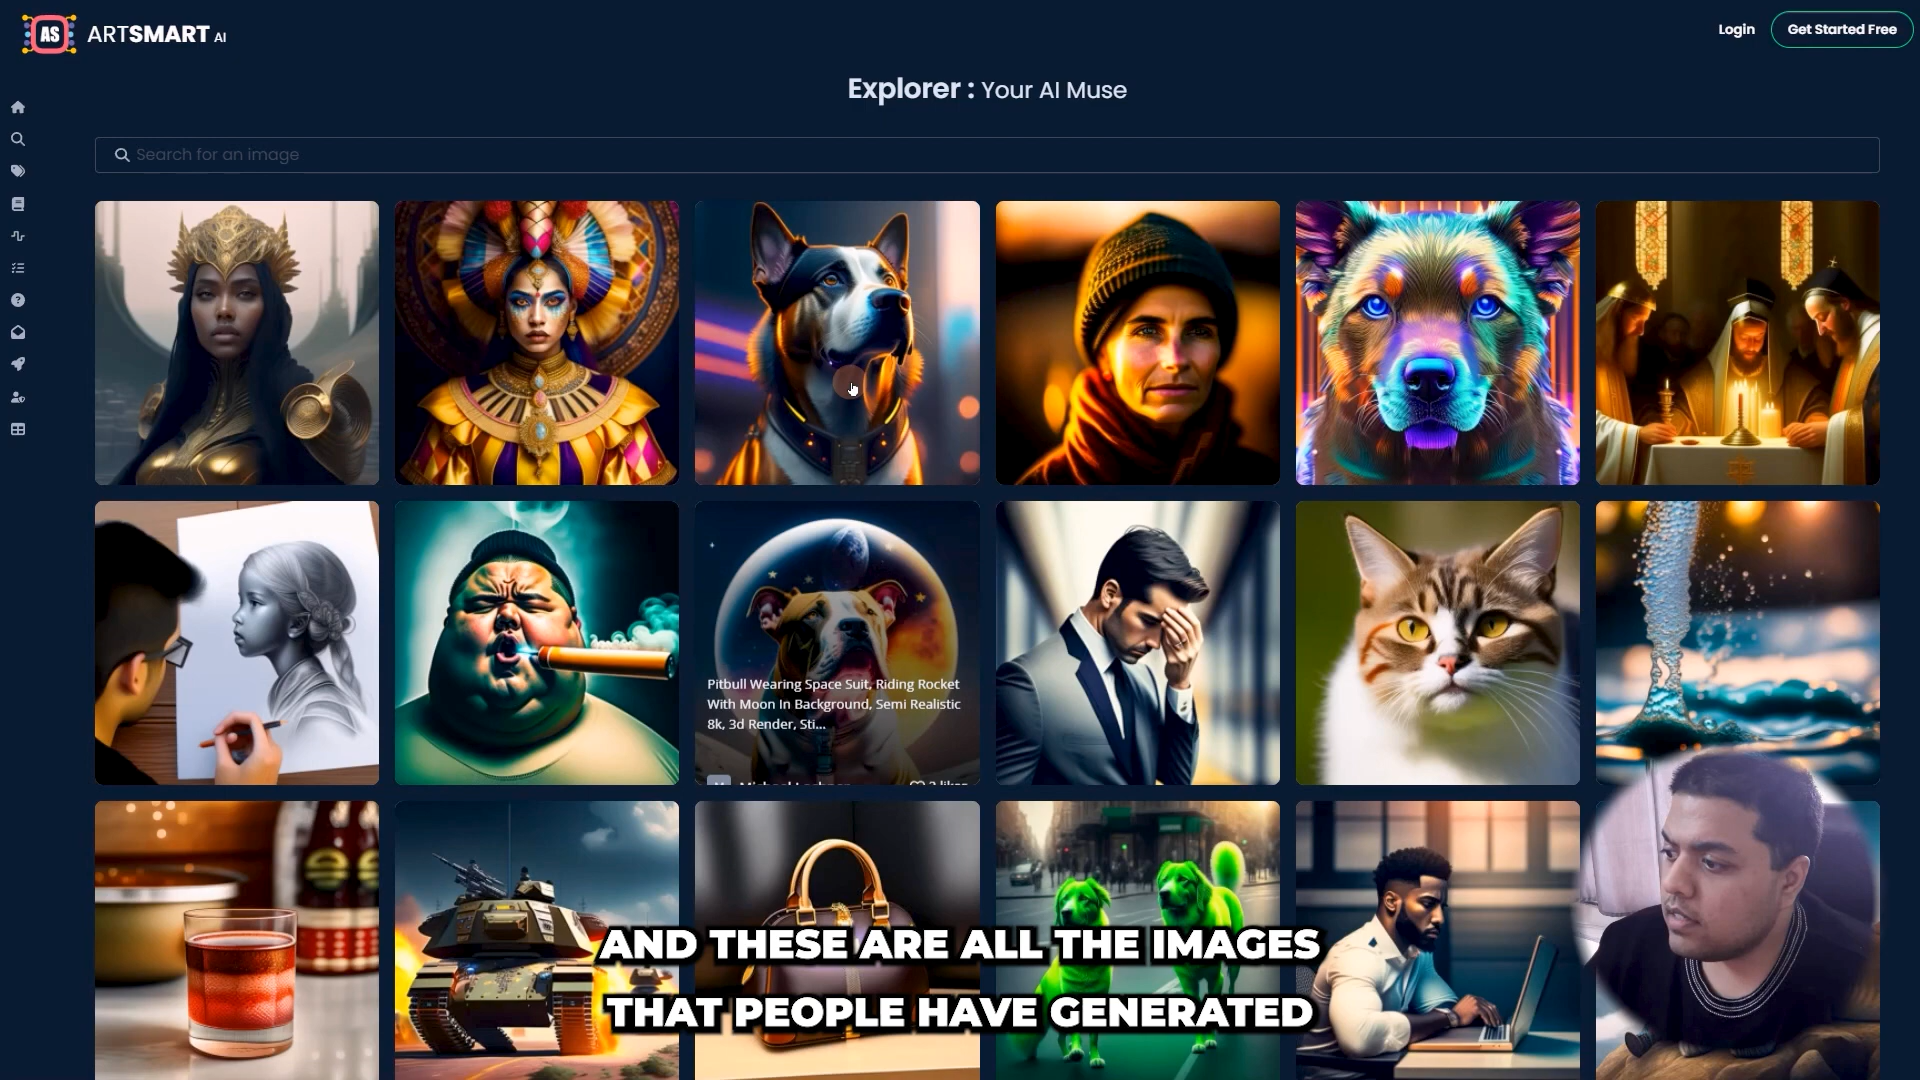 AS ARTSMART AI
Login
Get Started Free
Explorer : Your AI Muse
Search for an image
Pitbull Wearing Space Suit, Riding Rocket
With Moon In Background, Semi Realistic
8k, 3d Render, Sti...
AND THESE ARE ALL THE IMAGES
THAT PEOPLE HAVE GENERATED